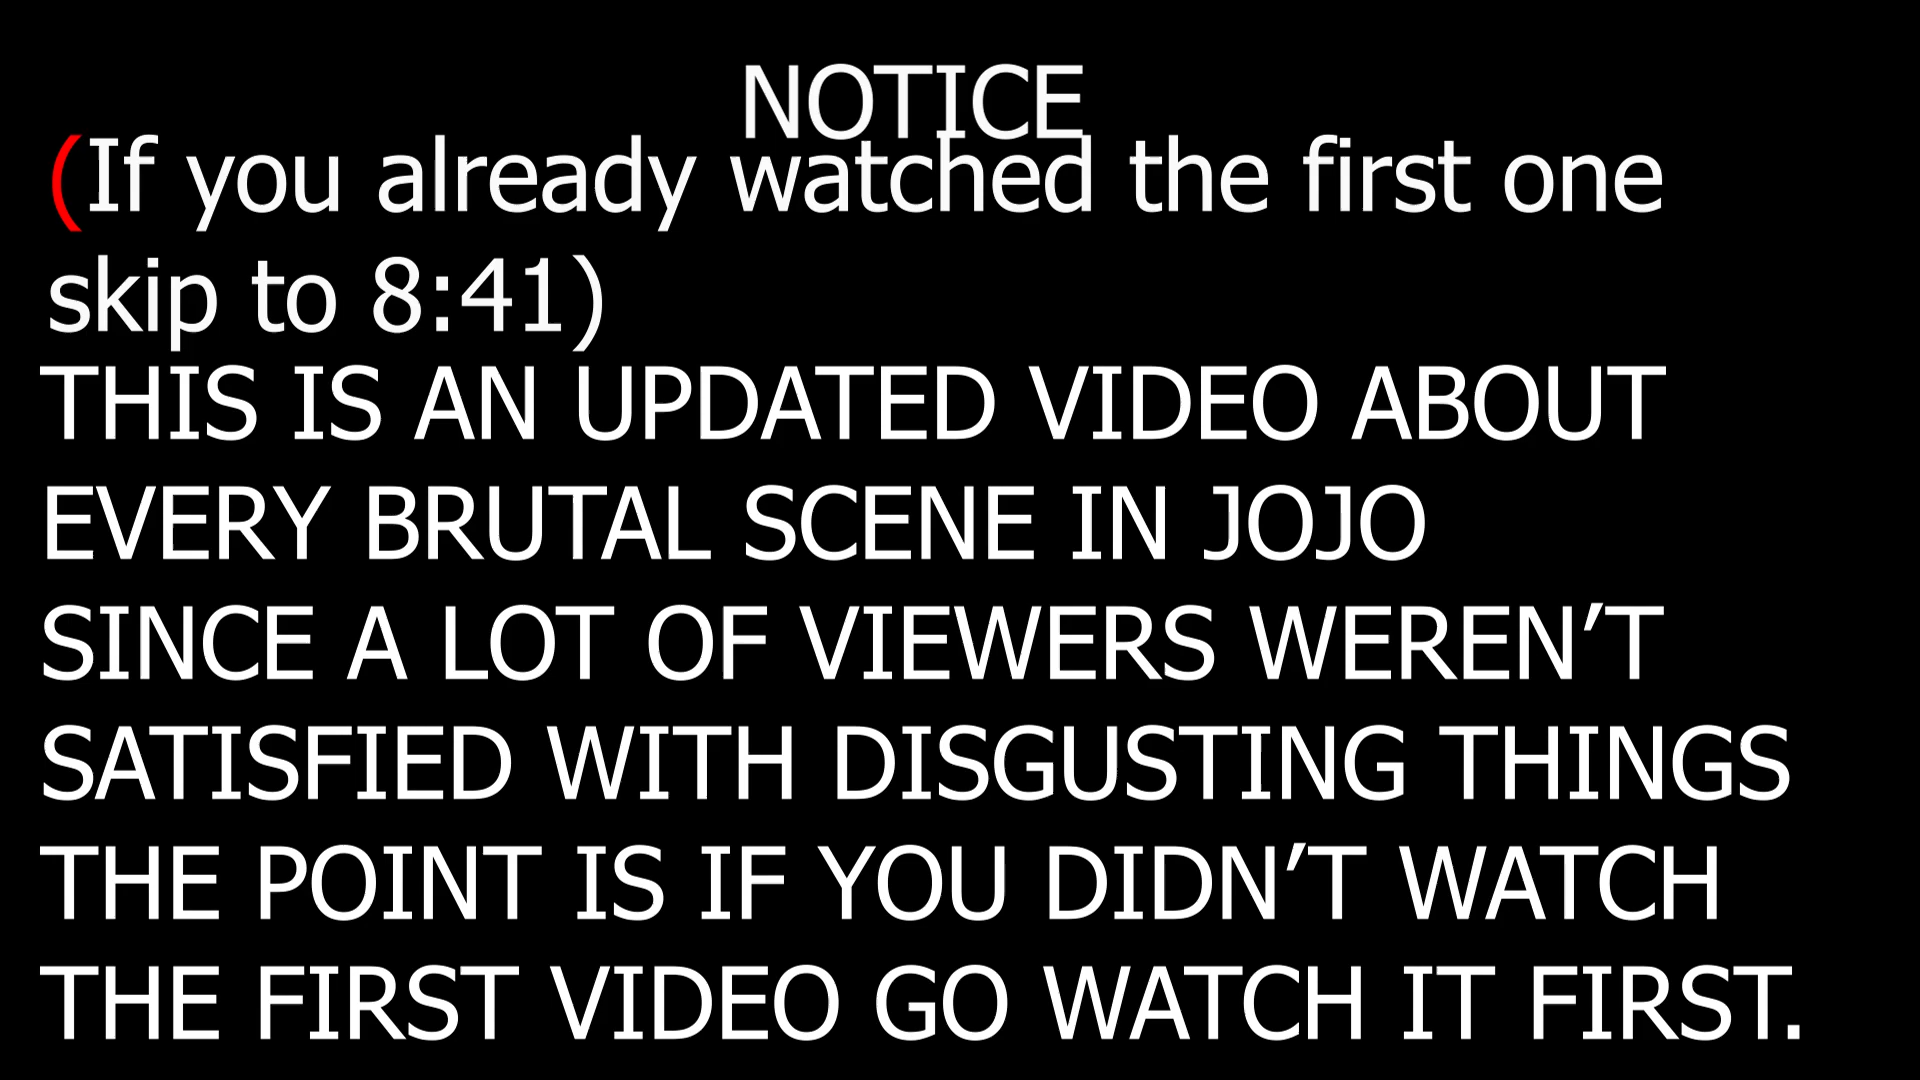 NOTICE
(If you already watched the first one
skip to 8:41)
THIS IS AN UPDATED VIDEO ABOUT
EVERY BRUTAL SCENE IN JOJO
SINCE A LOT OF VIEWERS WEREN’T
SATISFIED WITH DISGUSTING THINGS
THE POINT IS IF YOU DIDN’T WATCH
THE FIRST VIDEO GO WATCH IT FIRST.